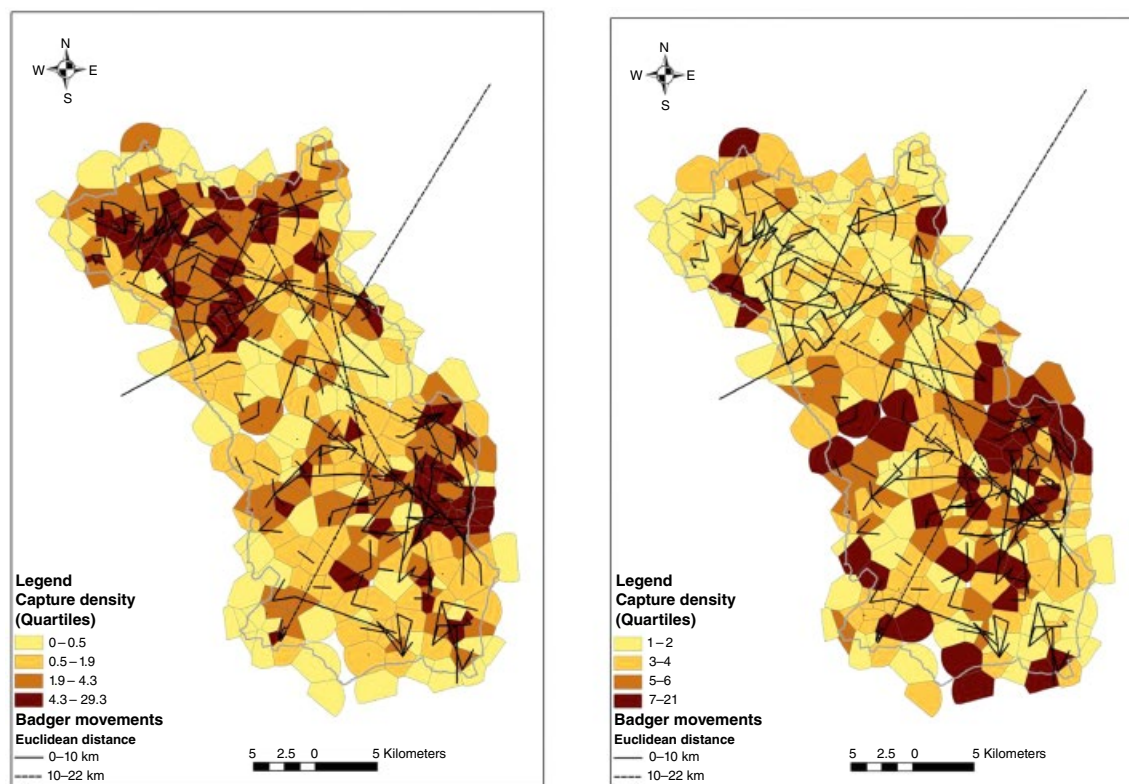 N
W E
S
Legend
Capture density
(Quartiles)
0–0.5
0.5–1.9
1.9–4.3
4.3–29.3
Badger movements
Euclidean distance
0–10 km
10–22 km
5 2.5 0 5 Kilometers
N
W E
S
Legend
Capture density
(Quartiles)
1–2
3–4
5–6
7–21
Badger movements
Euclidean distance
0–10 km
10–22 km
5 2.5 0 5 Kilometers